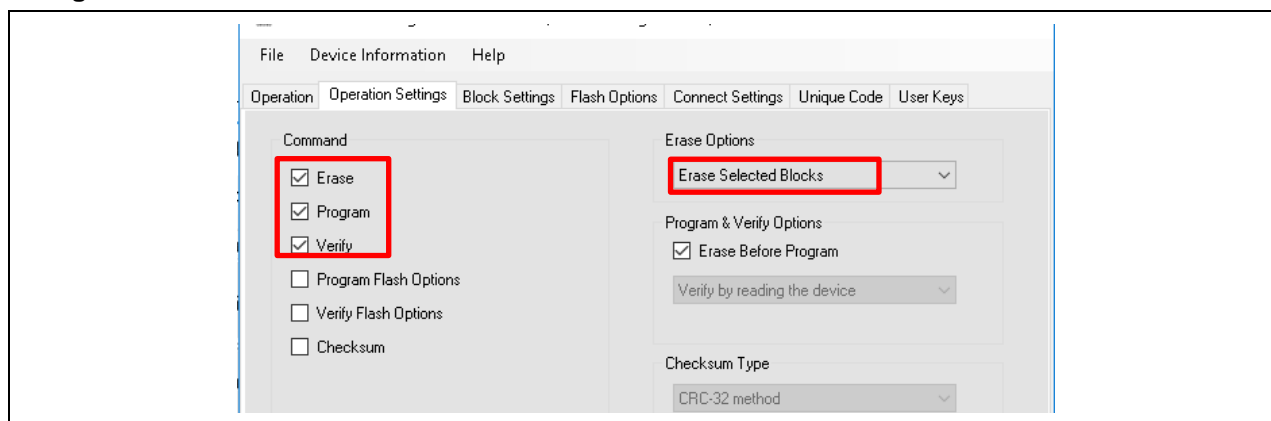 File Device Information Help
Operation Operation Settings Block Settings Flash Options Connect Settings Unique Code User Keys
Command
Erase
Program
Verify
Program Flash Options
Verify Flash Options
Checksum
Erase Options
Erase Selected Blocks
Program & Verify Options
Erase Before Program
Verify by reading the device
Checksum Type
CRC-32 method